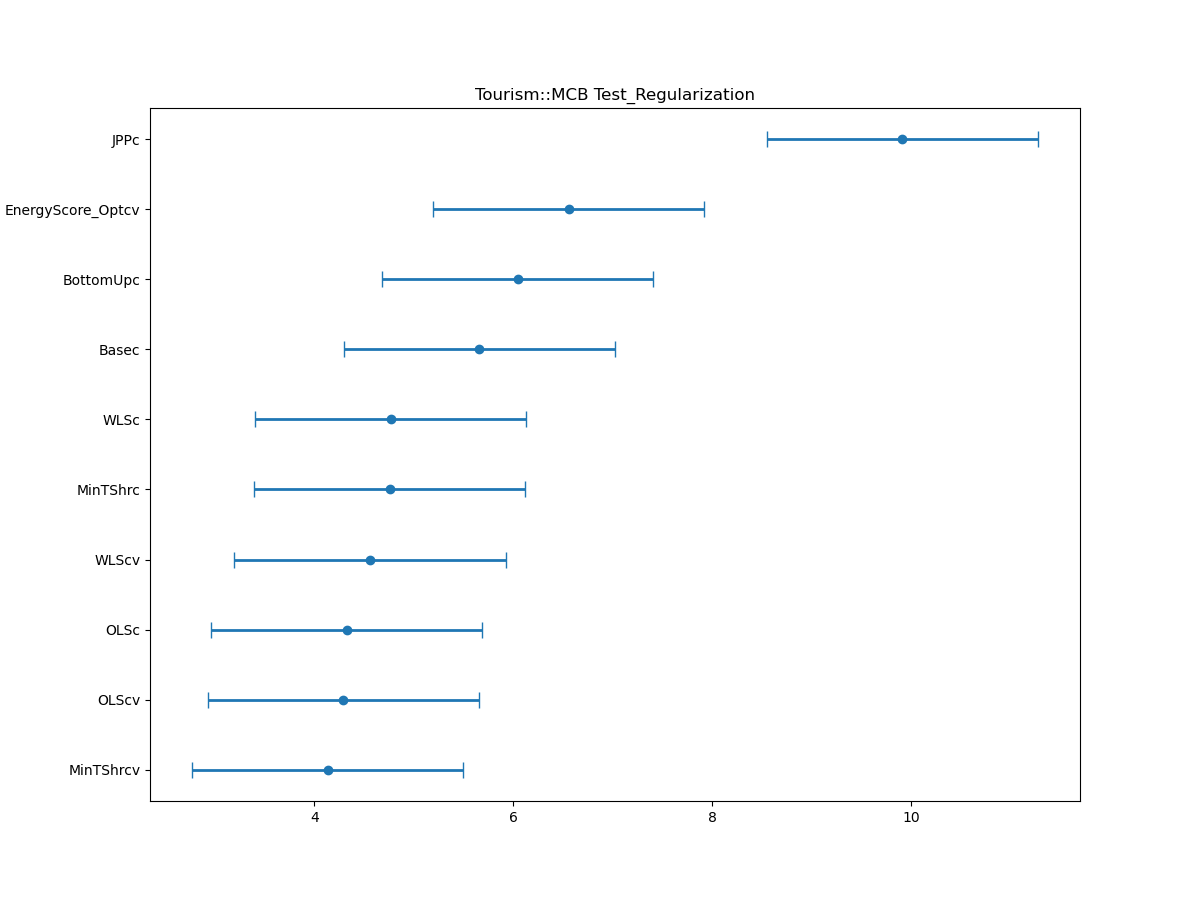 Tourism::MCB Test_Regularization
JPPc
EnergyScore_Optcv
BottomUpc
Basec
WLSc
MinTShrc
WLScv
OLSc
OLScv
MinTShrcv
4 6 8 10